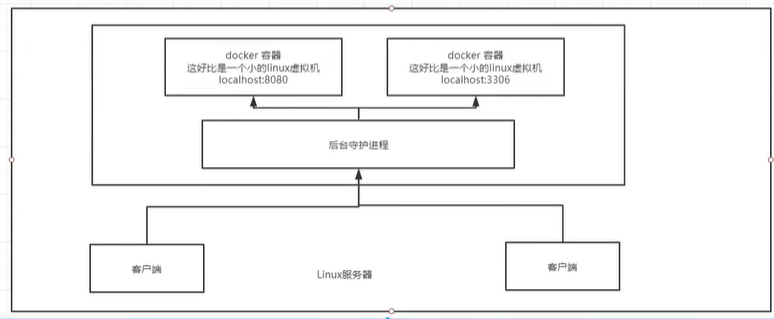 docker 容器
这好比是一个小的linux虚拟机
localhost:8080
docker 容器
这好比是一个小的linux虚拟机
localhost:3306
后台守护进程
客户端
Linux服务器
客户端